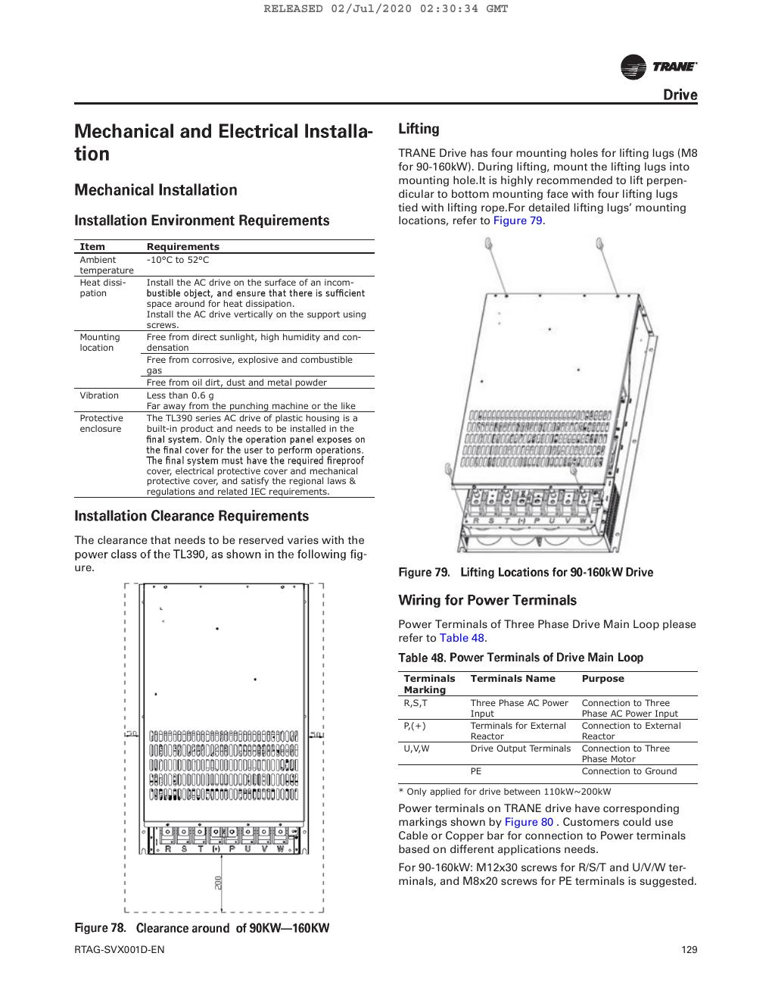 RELEASED 02/Jul/2020 02:30:34 GMT
TRANE
Drive
Mechanical and Electrical Installa-
tion
Mechanical Installation
Installation Environment Requirements
Item Requirements
Ambient -10°C to 52°C
temperature
Heat dissi- Install the AC drive on the surface of an incom-
pation bustible object, and ensure that there is sufficient
space around for heat dissipation.
Install the AC drive vertically on the support using
screws.
Mounting Free from direct sunlight, high humidity and con-
location densation
Free from corrosive, explosive and combustible
gas
Free from oil dirt, dust and metal powder
Vibration Less than 0.6 g
Far away from the punching machine or the like
Protective The TL390 series AC drive of plastic housing is a
enclosure built-in product and needs to be installed in the
final system. Only the operation panel exposes on
the final cover for the user to perform operations.
The final system must have the required fireproof
cover, electrical protective cover and mechanical
protective cover, and satisfy the regional laws &
regulations and related IEC requirements.
Installation Clearance Requirements
The clearance that needs to be reserved varies with the
power class of the TL390, as shown in the following fig-
ure.
50 50
R S T (+) P U V W
200
Figure 78. Clearance around of 90KW—160KW
Lifting
TRANE Drive has four mounting holes for lifting lugs (M8
for 90-160kW). During lifting, mount the lifting lugs into
mounting hole.It is highly recommended to lift perpen-
dicular to bottom mounting face with four lifting lugs
tied with lifting rope.For detailed lifting lugs’ mounting
locations, refer to Figure 79.
R S T (+) P U V W
Figure 79. Lifting Locations for 90-160kW Drive
Wiring for Power Terminals
Power Terminals of Three Phase Drive Main Loop please
refer to Table 48.
Table 48. Power Terminals of Drive Main Loop
Terminals Terminals Name Purpose
Marking
R,S,T Three Phase AC Power Connection to Three
Input Phase AC Power Input
P,(+) Terminals for External Connection to External
Reactor Reactor
U,V,W Drive Output Terminals Connection to Three
Phase Motor
PE Connection to Ground
* Only applied for drive between 110kW~200kW
Power terminals on TRANE drive have corresponding
markings shown by Figure 80 . Customers could use
Cable or Copper bar for connection to Power terminals
based on different applications needs.
For 90-160kW: M12x30 screws for R/S/T and U/V/W ter-
minals, and M8x20 screws for PE terminals is suggested.
RTAG-SVX001D-EN 129